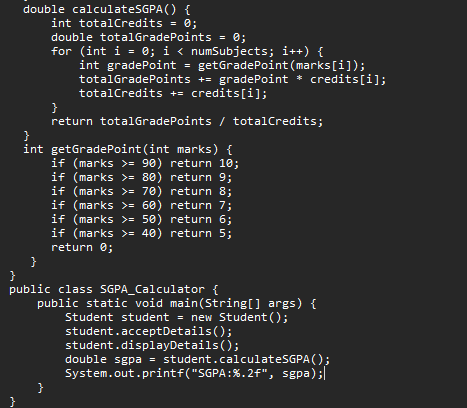 double calculateSGPA() {
int totalCredits = 0;
double totalGradePoints = 0;
for (int i = 0; i < numSubjects; i++) {
int gradePoint = getGradePoint(marks[i]);
totalGradePoints += gradePoint * credits[i];
totalCredits += credits[i];
}
return totalGradePoints / totalCredits;
}
int getGradePoint(int marks) {
if (marks >= 90) return 10;
if (marks >= 80) return 9;
if (marks >= 70) return 8;
if (marks >= 60) return 7;
if (marks >= 50) return 6;
if (marks >= 40) return 5;
return 0;
}
}
public class SGPA_Calculator {
public static void main(String[] args) {
Student student = new Student();
student.acceptDetails();
student.displayDetails();
double sgpa = student.calculateSGPA();
System.out.printf("SGPA:%.2f", sgpa);
}
}